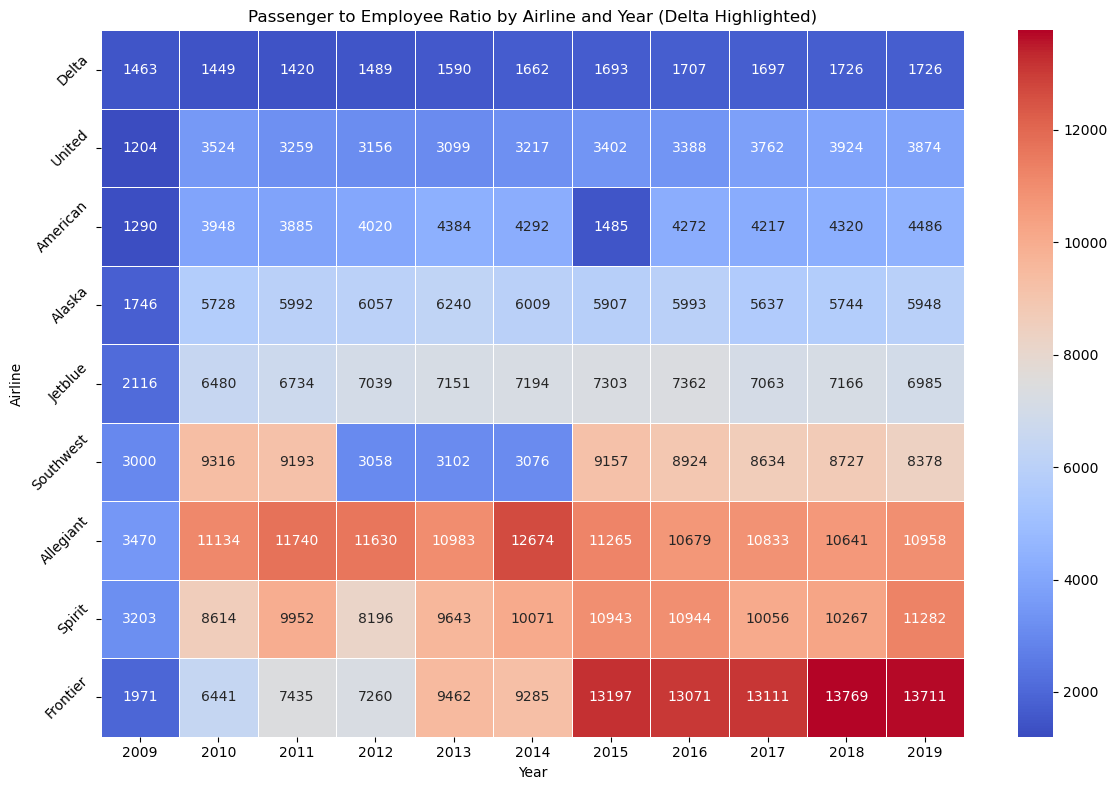 Passenger to Employee Ratio by Airline and Year (Delta Highlighted)
Delta 1463 1449 1420 1489 1590 1662 1693 1707 1697 1726 1726
United 1204 3524 3259 3156 3099 3217 3402 3388 3762 3924 3874
American 1290 3948 3885 4020 4384 4292 1485 4272 4217 4320 4486
Alaska 1746 5728 5992 6057 6240 6009 5907 5993 5637 5744 5948
Jetblue 2116 6480 6734 7039 7151 7194 7303 7362 7063 7166 6985
Southwest 3000 9316 9193 3058 3102 3076 9157 8924 8634 8727 8378
Allegiant 3470 11134 11740 11630 10983 12674 11265 10679 10833 10641 10958
Spirit 3203 8614 9952 8196 9643 10071 10943 10944 10056 10267 11282
Frontier 1971 6441 7435 7260 9462 9285 13197 13071 13111 13769 13711
2009 2010 2011 2012 2013 2014 2015 2016 2017 2018 2019
Year
Airline
12000
10000
8000
6000
4000
2000